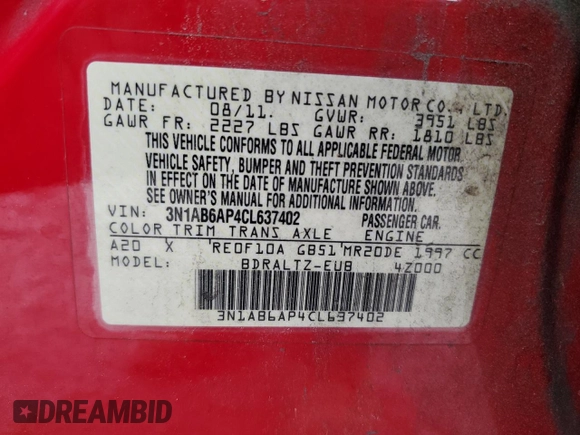 MANUFACTURED BY NISSAN MOTOR CO., LTD.
DATE: 08/11. GVWR: 3951 LBS
GAWR FR: 2227 LBS GAWR RR: 1810 LBS
THIS VEHICLE CONFORMS TO ALL APPLICABLE FEDERAL MOTOR
VEHICLE SAFETY, BUMPER AND THEFT PREVENTION STANDARDS
IN EFFECT ON THE DATE OF MANUFACTURE SHOWN ABOVE.
SEE OWNER'S MANUAL FOR ADDITIONAL INFORMATION.
VIN: 3N1AB6AP4CL637402 PASSENGER CAR.
COLOR TRIM TRANS AXLE ENGINE
A20 X REOF10A GB51 MR20DE 1997 CC
MODEL: BDRALTZ-EUB 4Z000
3N1AB6AP4CL637402
DREAMBID